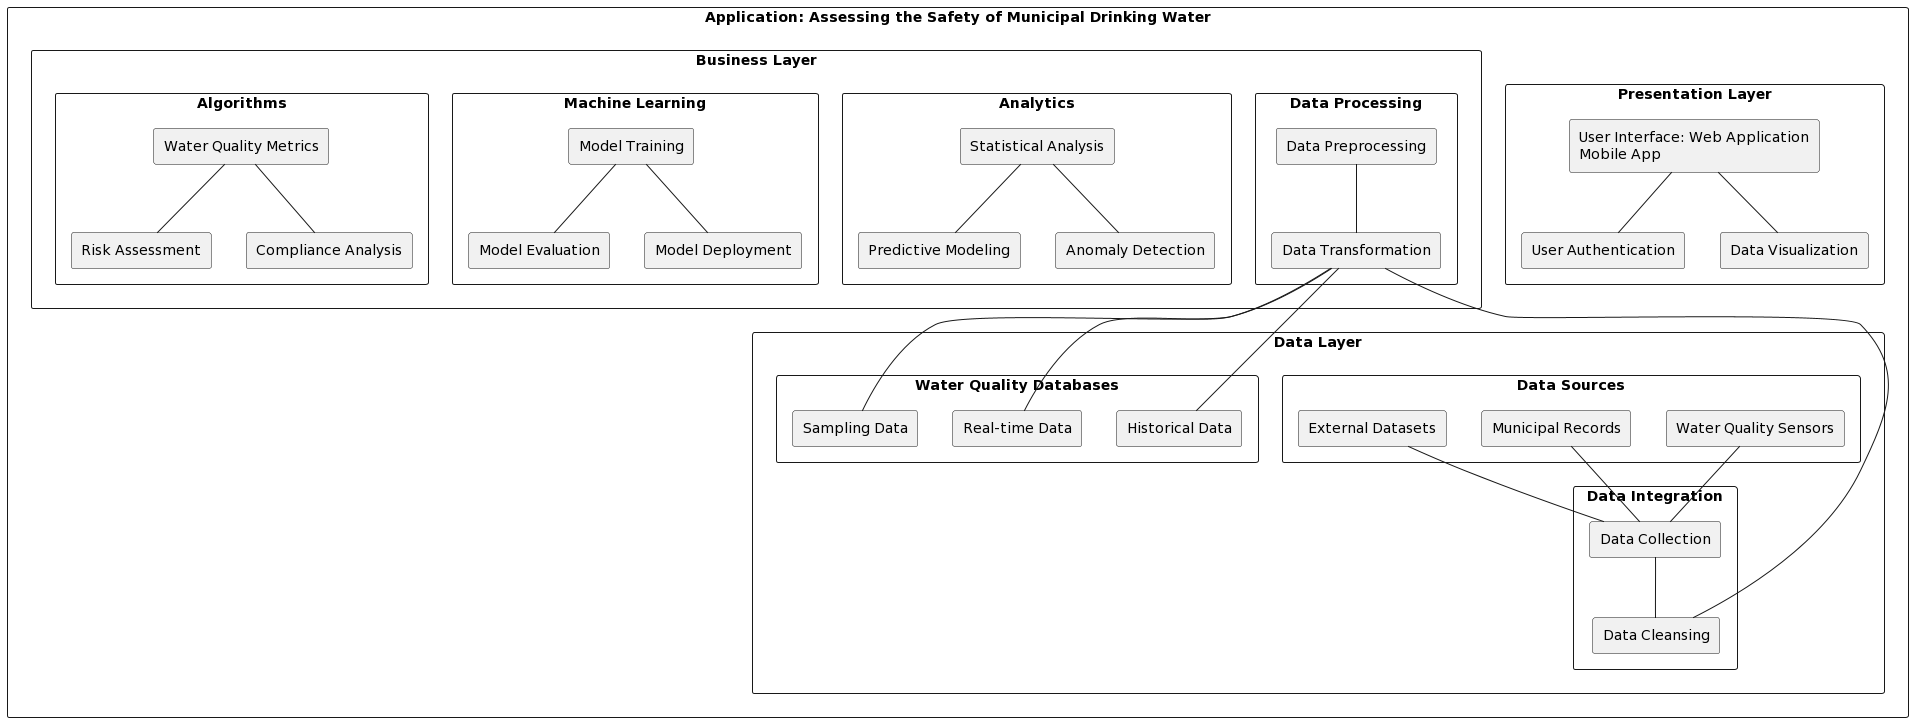 Application: Assessing the Safety of Municipal Drinking Water
Business Layer
Algorithms
Water Quality Metrics
Risk Assessment
Compliance Analysis
Machine Learning
Model Training
Model Evaluation
Model Deployment
Analytics
Statistical Analysis
Predictive Modeling
Anomaly Detection
Data Processing
Data Preprocessing
Data Transformation
Presentation Layer
User Interface: Web Application
Mobile App
User Authentication
Data Visualization
Data Layer
Water Quality Databases
Sampling Data
Real-time Data
Historical Data
Data Sources
External Datasets
Municipal Records
Water Quality Sensors
Data Integration
Data Collection
Data Cleansing